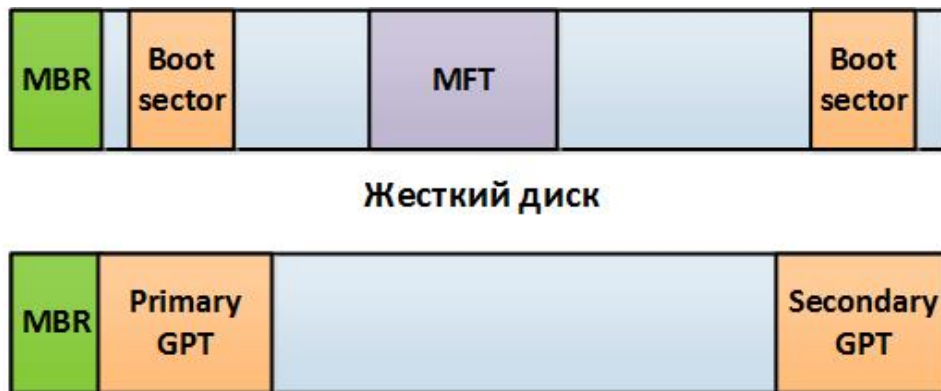 MBR
Boot
sector
MFT
Boot
sector
Жесткий диск
MBR
Primary
GPT
Secondary
GPT